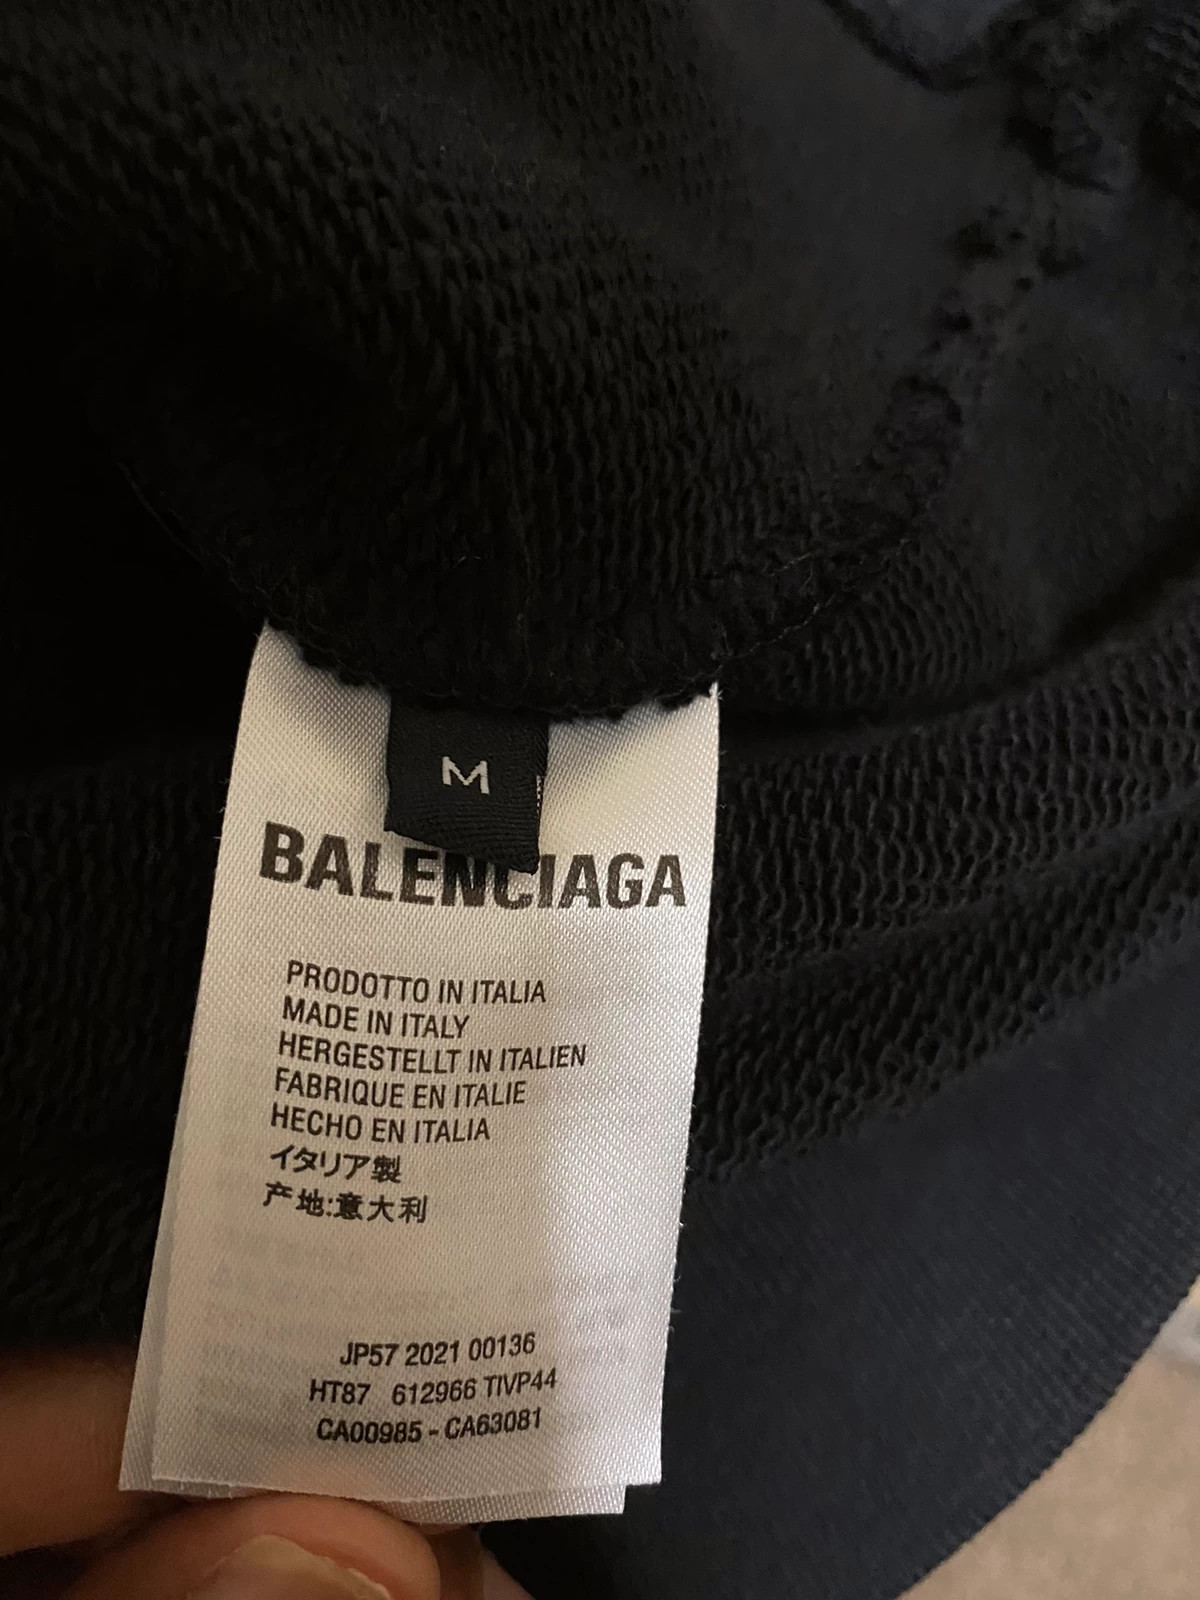 M
BALENCIAGA
PRODOTTO IN ITALIA
MADE IN ITALY
HERGESTELLT IN ITALIEN
FABRIQUE EN ITALIE
HECHO EN ITALIA
イタリア製
产地:意大利
JP57 2021 00136
HT87 612966 TIVP44
CA00985 - CA63081